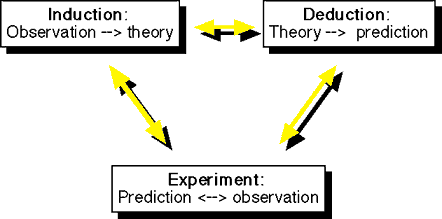 Induction:
Observation --> theory
Deduction:
Theory --> prediction
Experiment:
Prediction <--> observation